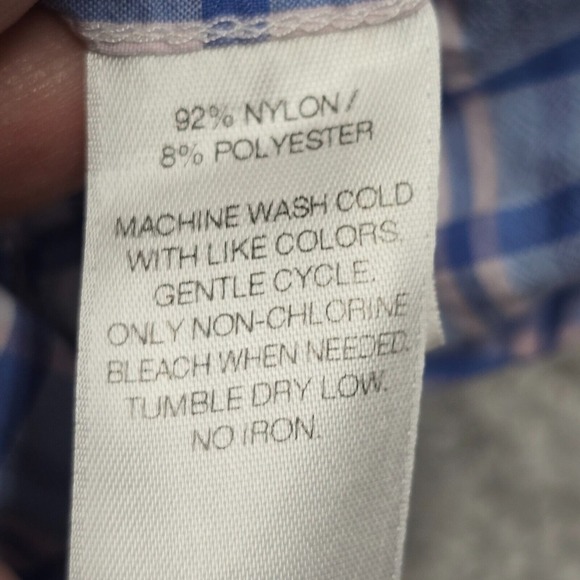 92% NYLON/
8% POLYESTER
MACHINE WASH COLD
WITH LIKE COLORS.
GENTLE CYCLE.
ONLY NON-CHLORINE
BLEACH WHEN NEEDED.
TUMBLE DRY LOW.
NO IRON.